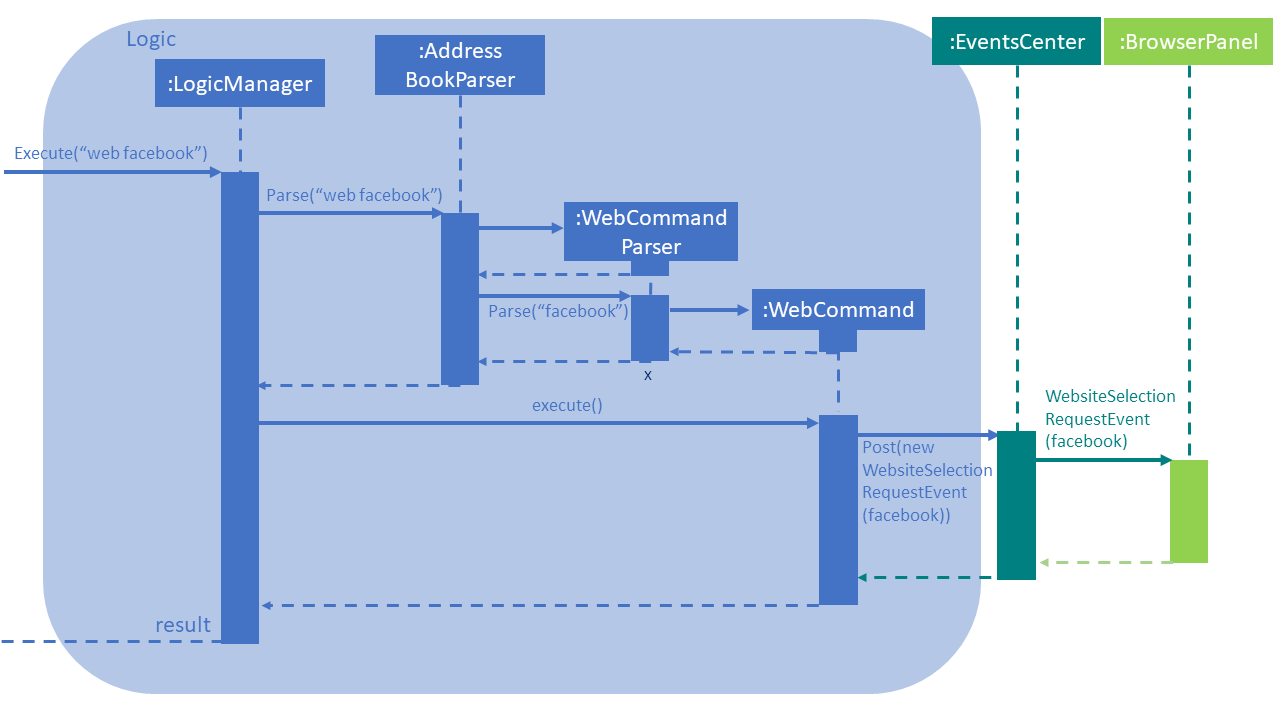 Logic
:LogicManager
:Address
BookParser
:EventsCenter
:BrowserPanel
Execute(“web facebook”)
Parse(“web facebook”)
:WebCommand
Parser
Parse(“facebook”)
:WebCommand
x
execute()
WebsiteSelection
RequestEvent
(facebook)
Post(new
WebsiteSelection
RequestEvent
(facebook))
result